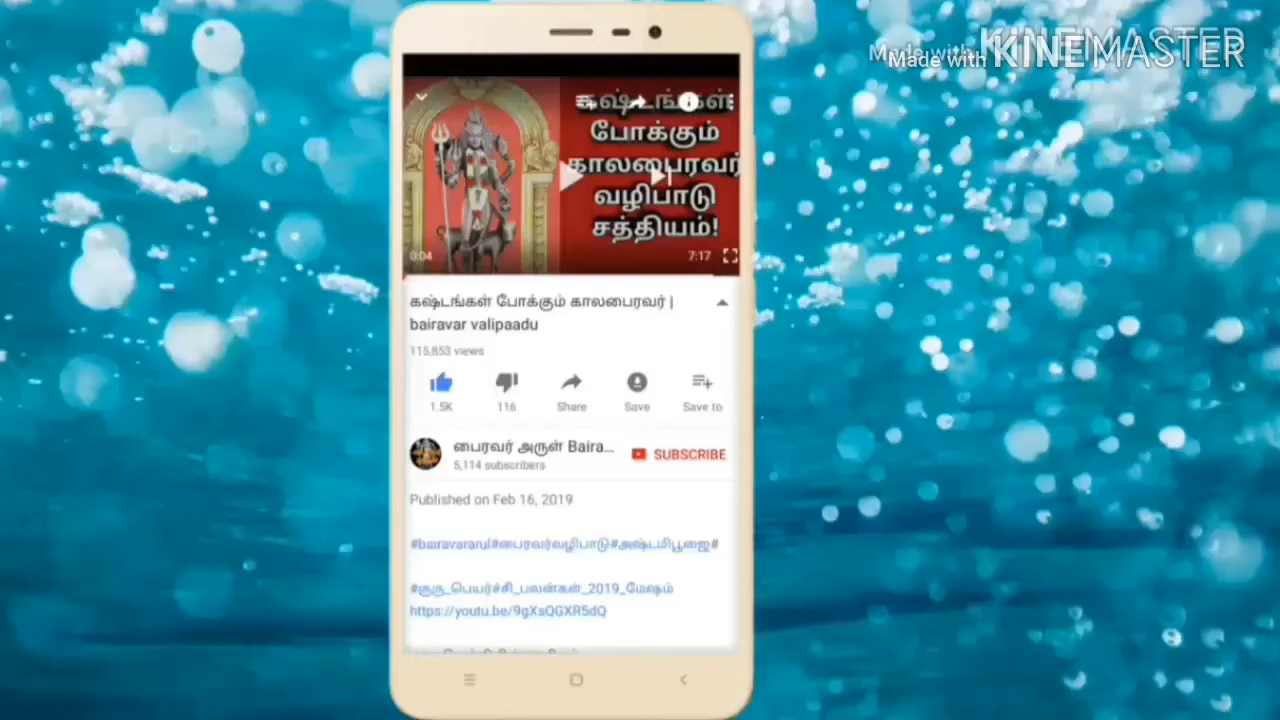 Made with KINEMASTER
Made with KINEMASTER
கஷ்டங்கள்
போக்கும்
காலபைரவர்
வழிபாடு
சத்தியம்!
0:04
7:17
கஷ்டங்கள் போக்கும் காலபைரவர் |
bairavar valipaadu
115,853 views
1.5K 116 Share Save Save to
பைரவர் அருள் Baira...
5,114 subscribers
SUBSCRIBE
Published on Feb 16, 2019
#bairavararul#பைரவர்வழிபாடு#அஷ்டமிபூஜை#
#குரு_பெயர்ச்சி_பலன்கள்_2019_மேஷம்
https://youtu.be/9gXsQGXR5dQ